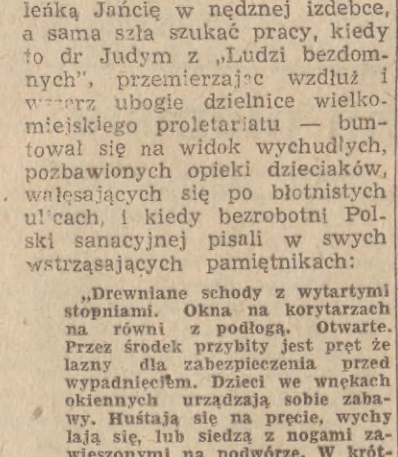 leńką Jańcię w nędznej izdebce,
a sama szła szukać pracy, kiedy
to dr Judym z „Ludzi bezdom-
nych", przemierzając wzdłuż i
wszerz ubogie dzielnice wielko-
miejskiego proletariatu — bun-
tował się na widok wychudłych,
pozbawionych opieki dzieciaków,
wałęsających się po błotnistych
ulicach, i kiedy bezrobotni Pol-
ski sanacyjnej pisali w swych
wstrząsających pamiętnikach:
„Drewniane schody z wytartymi
stopniami. Okna na korytarzach
na równi z podłogą. Otwarte.
Przez środek przybity jest pręt że
lazny dla zabezpieczenia przed
wypadnięciem. Dzieci we wnękach
okiennych urządzają sobie zaba-
wy. Huśtają się na pręcie, wychy
lają się, lub siedzą z nogami za-
wieszonymi na podwórze. W krót-